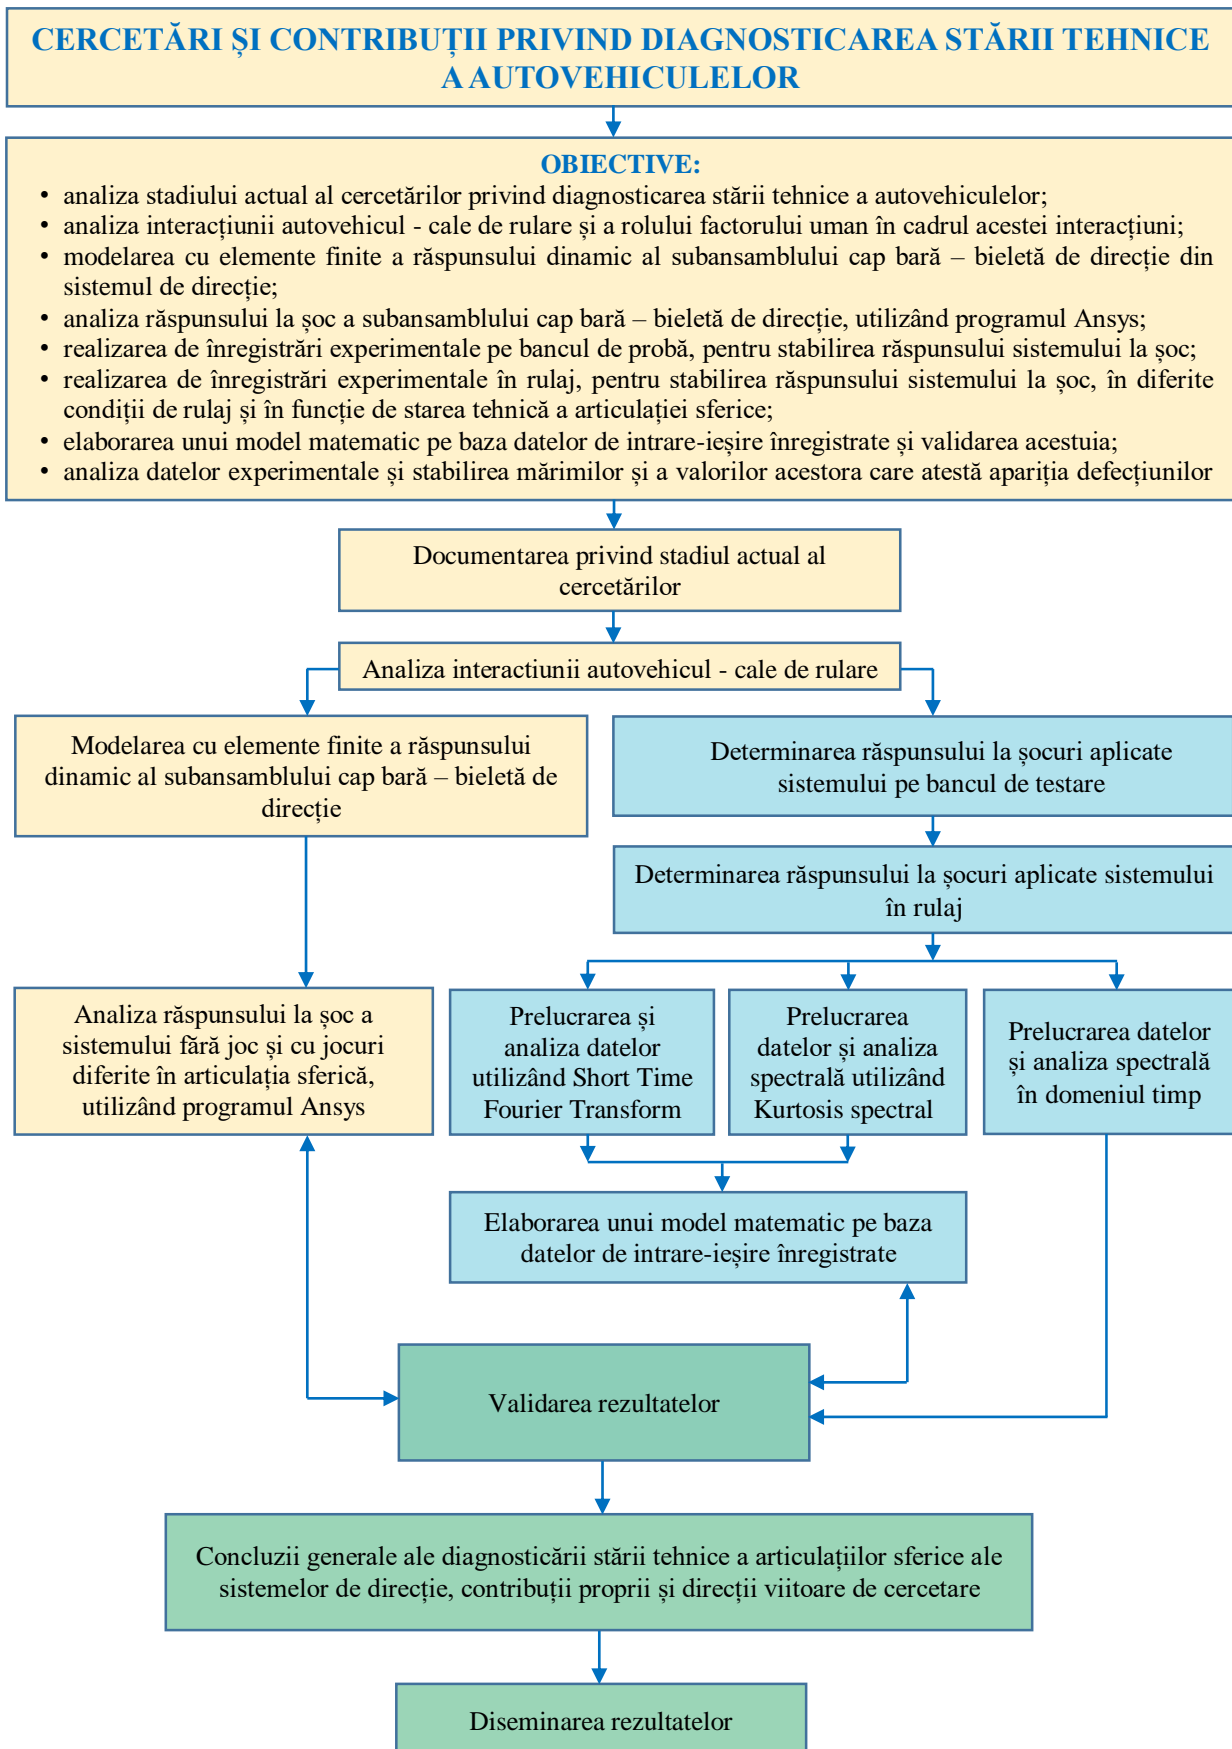 CERCETĂRI ȘI CONTRIBUȚII PRIVIND DIAGNOSTICAREA STĂRII TEHNICE
A AUTOVEHICULELOR
OBIECTIVE:
• analiza stadiului actual al cercetărilor privind diagnosticarea stării tehnice a autovehiculelor;
• analiza interacțiunii autovehicul - cale de rulare și a rolului factorului uman în cadrul acestei interacțiuni;
• modelarea cu elemente finite a răspunsului dinamic al subansamblului cap bară – bieletă de direcție din
sistemul de direcție;
• analiza răspunsului la șoc a subansamblului cap bară – bieletă de direcție, utilizând programul Ansys;
• realizarea de înregistrări experimentale pe bancul de probă, pentru stabilirea răspunsului sistemului la șoc;
• realizarea de înregistrări experimentale în rulaj, pentru stabilirea răspunsului sistemului la șoc, în diferite
condiții de rulaj și în funcție de starea tehnică a articulației sferice;
• elaborarea unui model matematic pe baza datelor de intrare-ieșire înregistrate și validarea acestuia;
• analiza datelor experimentale și stabilirea mărimilor și a valorilor acestora care atestă apariția defecțiunilor
Documentarea privind stadiul actual al
cercetărilor
Analiza interactiunii autovehicul - cale de rulare
Modelarea cu elemente finite a răspunsului
dinamic al subansamblului cap bară – bieletă de
direcție
Determinarea răspunsului la șocuri aplicate
sistemului pe bancul de testare
Determinarea răspunsului la șocuri aplicate sistemului
în rulaj
Analiza răspunsului la șoc a
sistemului fără joc și cu jocuri
diferite în articulația sferică,
utilizând programul Ansys
Prelucrarea și
analiza datelor
utilizând Short Time
Fourier Transform
Prelucrarea
datelor și analiza
spectrală utilizând
Kurtosis spectral
Prelucrarea datelor
și analiza spectrală
în domeniul timp
Elaborarea unui model matematic pe baza
datelor de intrare-ieșire înregistrate
Validarea rezultatelor
Concluzii generale ale diagnosticării stării tehnice a articulațiilor sferice ale
sistemelor de direcție, contribuții proprii și direcții viitoare de cercetare
Diseminarea rezultatelor